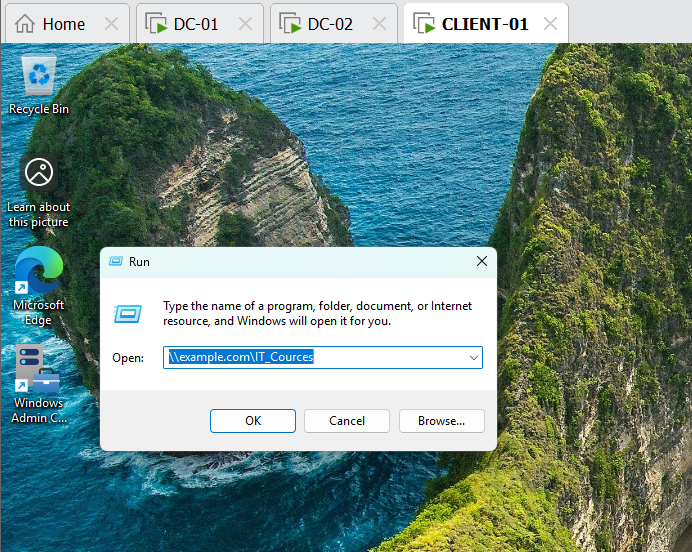 Home
DC-01
DC-02
CLIENT-01
Recycle Bin
Learn about
this picture
Microsoft
Edge
Windows
Admin C...
Run
Type the name of a program, folder, document, or Internet
resource, and Windows will open it for you.
Open:
\\example.com\IT_Cources
OK
Cancel
Browse...